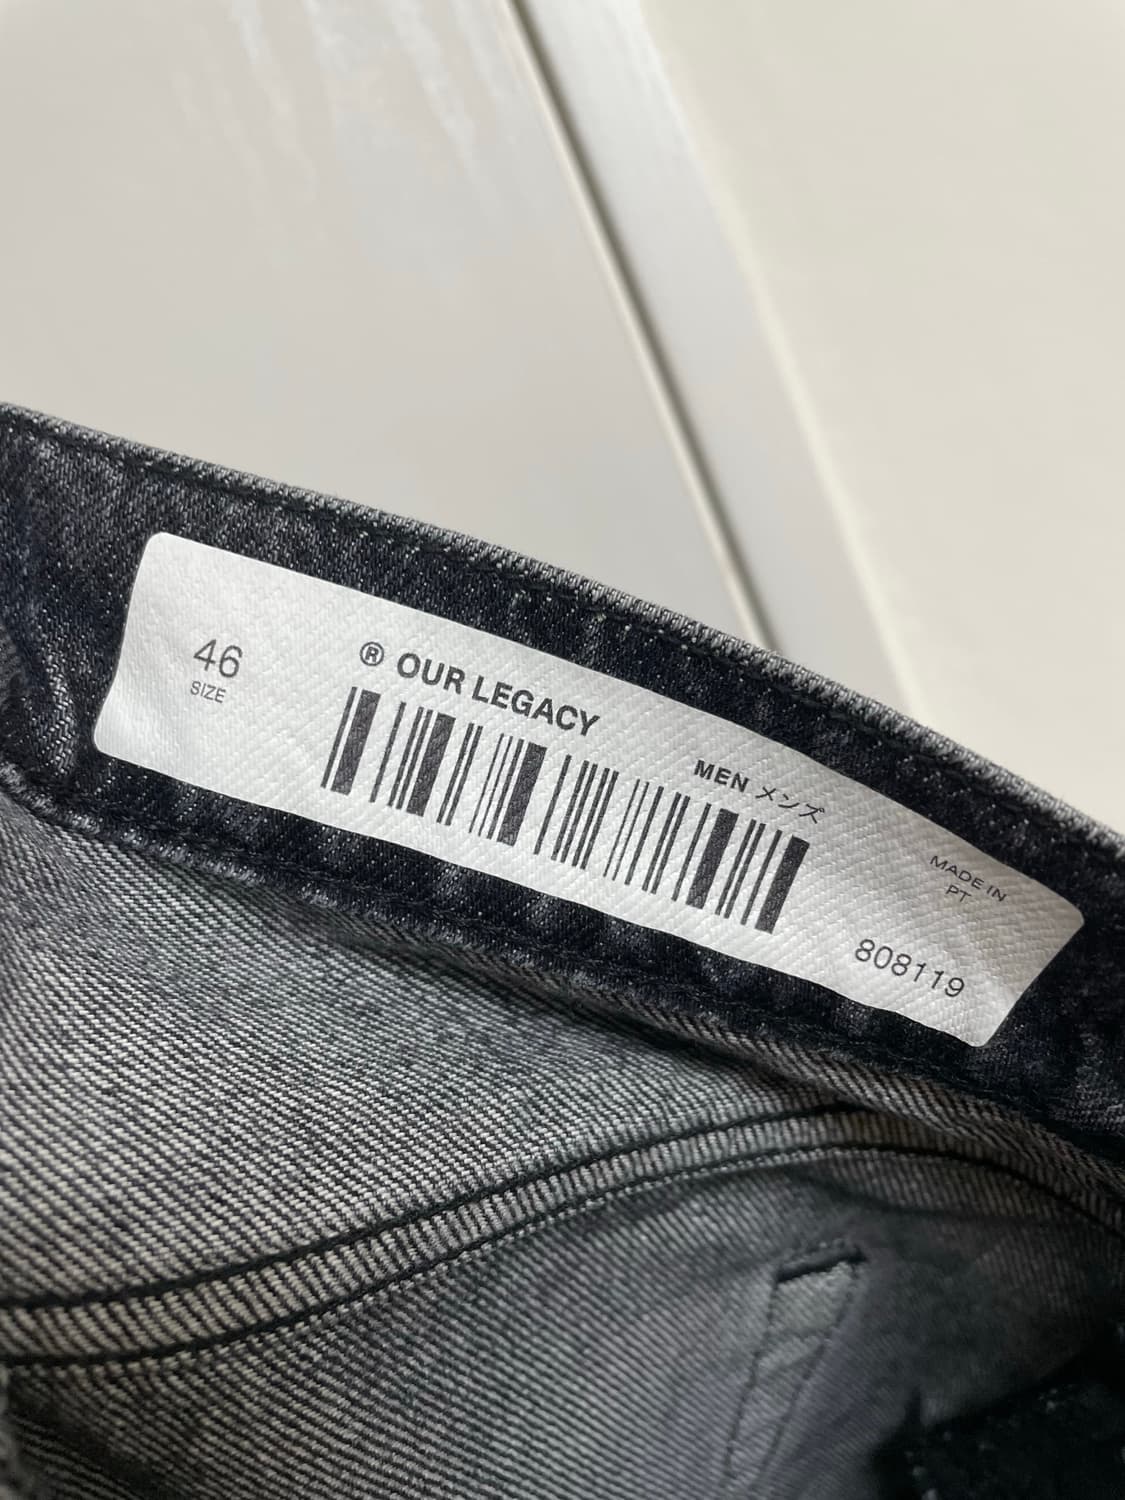 46
SIZE
® OUR LEGACY
MEN メンズ
MADE IN
PT
808119